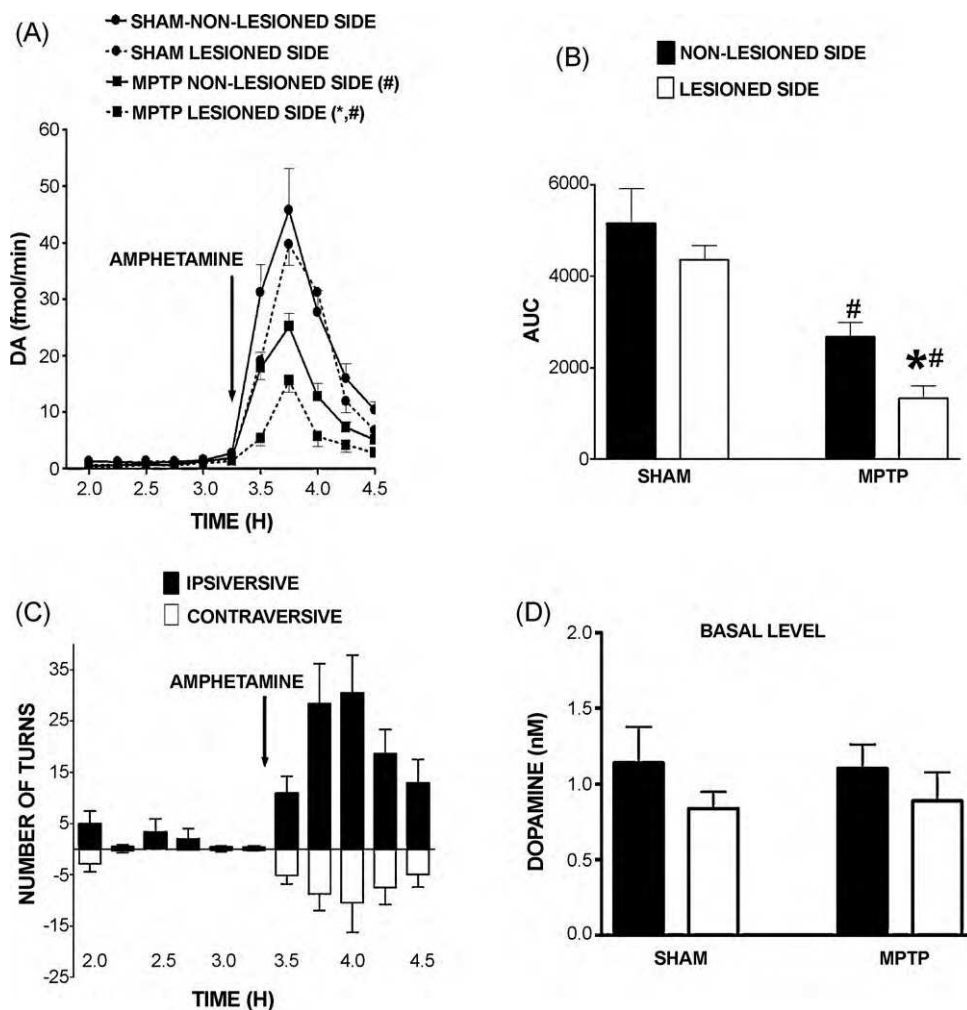 (A)
SHAM-NON-LESIONED SIDE
SHAM LESIONED SIDE
MPTP NON-LESIONED SIDE (#)
MPTP LESIONED SIDE (*,#)
60
50
40
30
20
10
0
DA (fmol/min)
AMPHETAMINE
2.0 2.5 3.0 3.5 4.0 4.5
TIME (H)
(B)
NON-LESIONED SIDE
LESIONED SIDE
6000
4000
2000
0
AUC
#
*#
SHAM MPTP
(C)
IPSIVERSIVE
CONTRAVERSIVE
35
25
15
5
-5
-15
-25
NUMBER OF TURNS
AMPHETAMINE
2.0 2.5 3.0 3.5 4.0 4.5
TIME (H)
(D)
BASAL LEVEL
2.0
1.5
1.0
0.5
0.0
DOPAMINE (nM)
SHAM MPTP